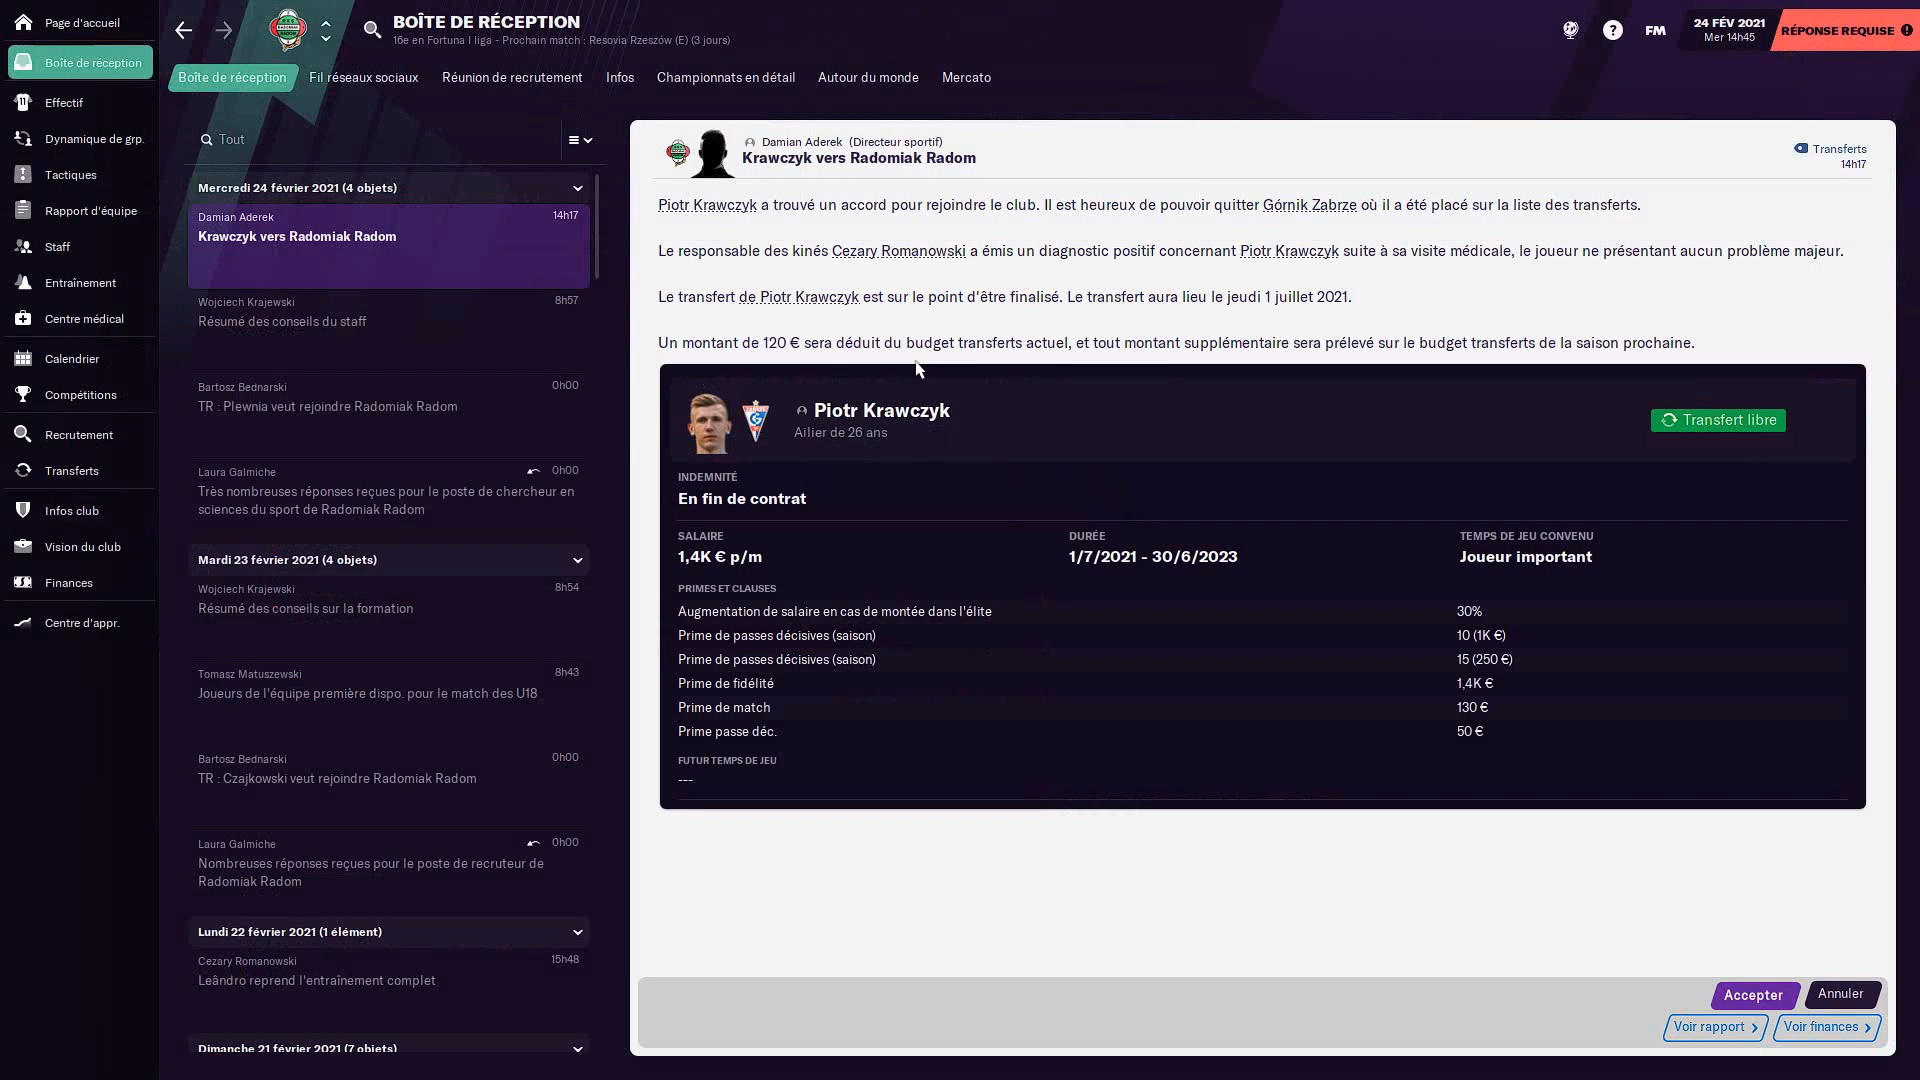 Page d'accueil
Boîte de réception
Effectif
Dynamique de grp.
Tactiques
Rapport d'équipe
Staff
Entraînement
Centre médical
Calendrier
Compétitions
Recrutement
Transferts
Infos club
Vision du club
Finances
Centre d'appr.
BOÎTE DE RÉCEPTION
16e en Fortuna I liga - Prochain match : Resovia Rzeszów (E) (3 jours)
FM
24 FÉV 2021
Mer 14h45
RÉPONSE REQUISE
Boîte de réception
Fil réseaux sociaux
Réunion de recrutement
Infos
Championnats en détail
Autour du monde
Mercato
Tout
Mercredi 24 février 2021 (4 objets)
Damian Aderek 14h17
Krawczyk vers Radomiak Radom
Wojciech Krajewski 8h57
Résumé des conseils du staff
Bartosz Bednarski 0h00
TR : Plewnia veut rejoindre Radomiak Radom
Laura Galmiche 0h00
Très nombreuses réponses reçues pour le poste de chercheur en
sciences du sport de Radomiak Radom
Mardi 23 février 2021 (4 objets)
Wojciech Krajewski 8h54
Résumé des conseils sur la formation
Tomasz Matuszewski 8h43
Joueurs de l'équipe première dispo. pour le match des U18
Bartosz Bednarski 0h00
TR : Czajkowski veut rejoindre Radomiak Radom
Laura Galmiche 0h00
Nombreuses réponses reçues pour le poste de recruteur de
Radomiak Radom
Lundi 22 février 2021 (1 élément)
Cezary Romanowski 15h48
Leândro reprend l'entraînement complet
Dimanche 21 février 2021 (7 objets)
Damian Aderek (Directeur sportif)
Krawczyk vers Radomiak Radom
Transferts
14h17
Piotr Krawczyk a trouvé un accord pour rejoindre le club. Il est heureux de pouvoir quitter Górnik Zabrze où il a été placé sur la liste des transferts.
Le responsable des kinés Cezary Romanowski a émis un diagnostic positif concernant Piotr Krawczyk suite à sa visite médicale, le joueur ne présentant aucun problème majeur.
Le transfert de Piotr Krawczyk est sur le point d'être finalisé. Le transfert aura lieu le jeudi 1 juillet 2021.
Un montant de 120 € sera déduit du budget transferts actuel, et tout montant supplémentaire sera prélevé sur le budget transferts de la saison prochaine.
Piotr Krawczyk
Ailier de 26 ans
Transfert libre
INDEMNITÉ
En fin de contrat
SALAIRE
1,4K € p/m
DURÉE
1/7/2021 - 30/6/2023
TEMPS DE JEU CONVENU
Joueur important
PRIMES ET CLAUSES
Augmentation de salaire en cas de montée dans l'élite 30%
Prime de passes décisives (saison) 10 (1K €)
Prime de passes décisives (saison) 15 (250 €)
Prime de fidélité 1,4K €
Prime de match 130 €
Prime passe déc. 50 €
FUTUR TEMPS DE JEU
---
Accepter
Annuler
Voir rapport
Voir finances